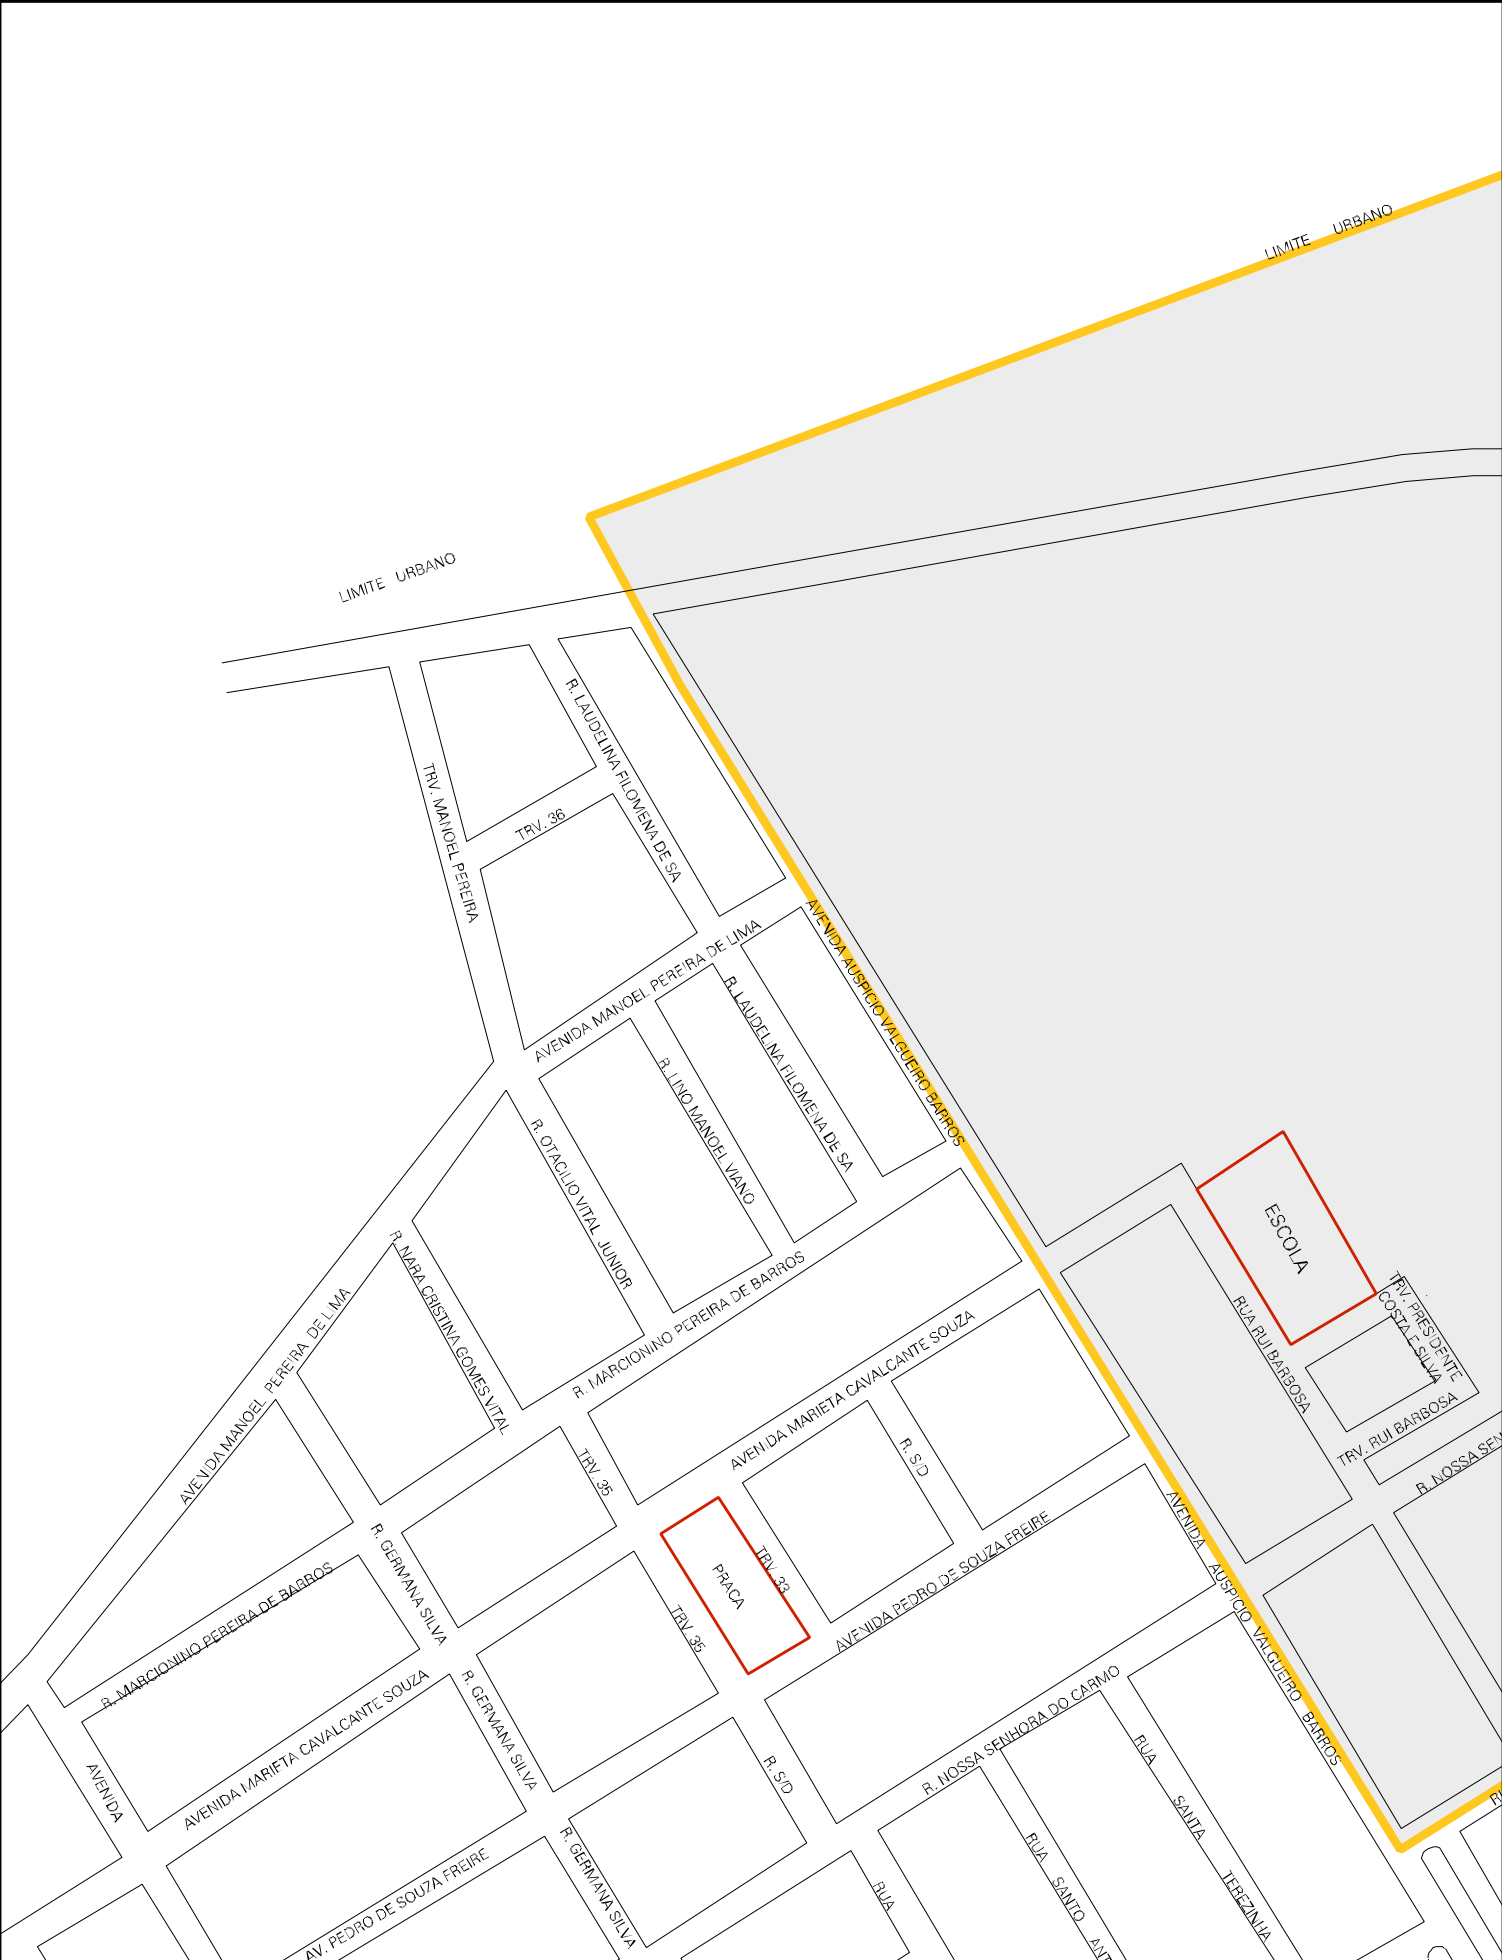 LIMITE URBANO
LIMITE URBANO
R. LAUDELINA FILOMENA DE SA
TRV. MANOEL PEREIRA
TRV. 36
AVENIDA AUSPICIO VALGUEIRO BARROS
AVENIDA MANOEL PEREIRA DE LIMA
R. LAUDELINA FILOMENA DE SA
R. LINO MANOEL VIANO
R. OTACILIO VITAL JUNIOR
ESCOLA
R. NARA CRISTINA GOMES VITAL
R. MARCIONINO PEREIRA DE BARROS
TRV. PRESIDENTE
COSTA E SILVA
RUA RUI BARBOSA
AVENIDA MANOEL PEREIRA DE LIMA
AVENIDA MARIETA CAVALCANTE SOUZA
TRV. RUI BARBOSA
R. NOSSA SEN
TRV. 35
R. S/D
AVENIDA AUSPICIO VALGUEIRO BARROS
R. GERMANA SILVA
TRV. 33
PRACA
AVENIDA PEDRO DE SOUZA FREIRE
R. MARCIONINO PEREIRA DE BARROS
TRV. 35
R. GERMANA SILVA
AVENIDA MARIETA CAVALCANTE SOUZA
R. NOSSA SENHORA DO CARMO
AVENIDA
R. S/D
RUA SANTA TEREZINHA
R. GERMANA SILVA
RUA SANTO ANT
AV. PEDRO DE SOUZA FREIRE
RUA